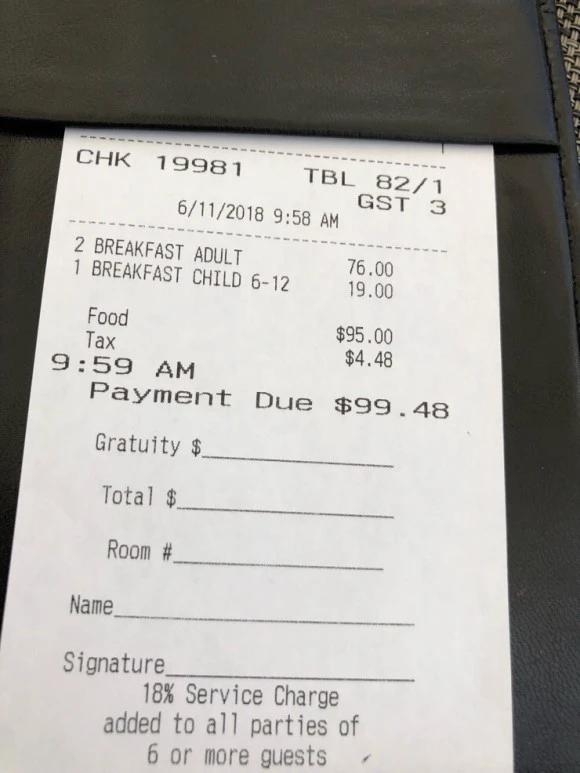 CHK 19981 TBL 82/1
GST 3
6/11/2018 9:58 AM
2 BREAKFAST ADULT 76.00
1 BREAKFAST CHILD 6-12 19.00
Food $95.00
Tax $4.48
9:59 AM
Payment Due $99.48
Gratuity $
Total $
Room #
Name
Signature
18% Service Charge
added to all parties of
6 or more guests